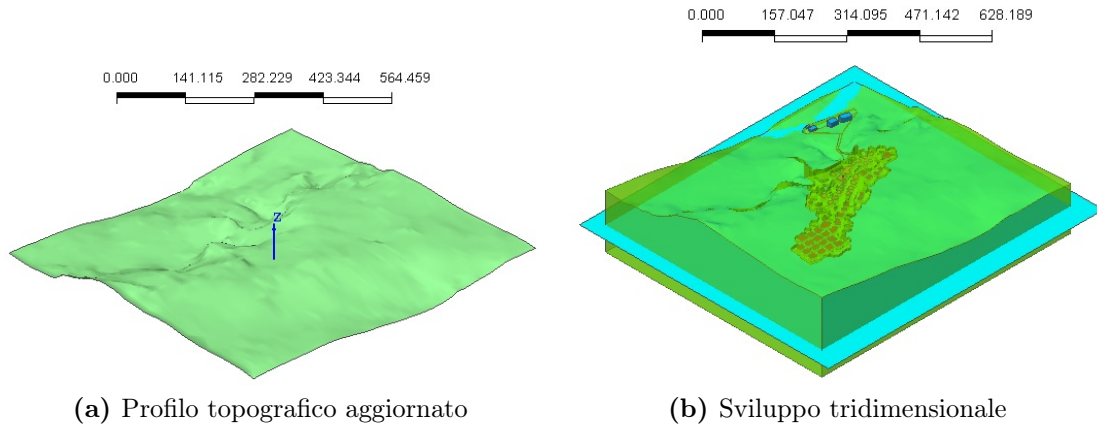 0.000 157.047 314.095 471.142 628.189
0.000 141.115 282.229 423.344 564.459
Z
(a) Profilo topografico aggiornato
(b) Sviluppo tridimensionale